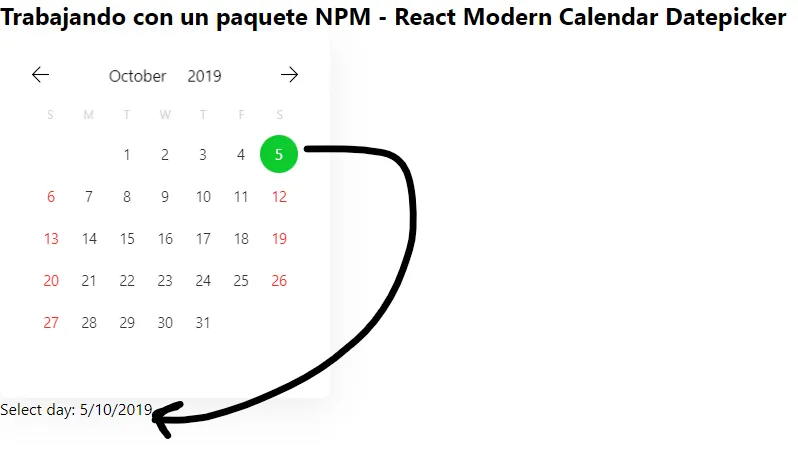 Trabajando con un paquete NPM - React Modern Calendar Datepicker
October 2019
S M T W T F S
1 2 3 4 5
6 7 8 9 10 11 12
13 14 15 16 17 18 19
20 21 22 23 24 25 26
27 28 29 30 31
Select day: 5/10/2019